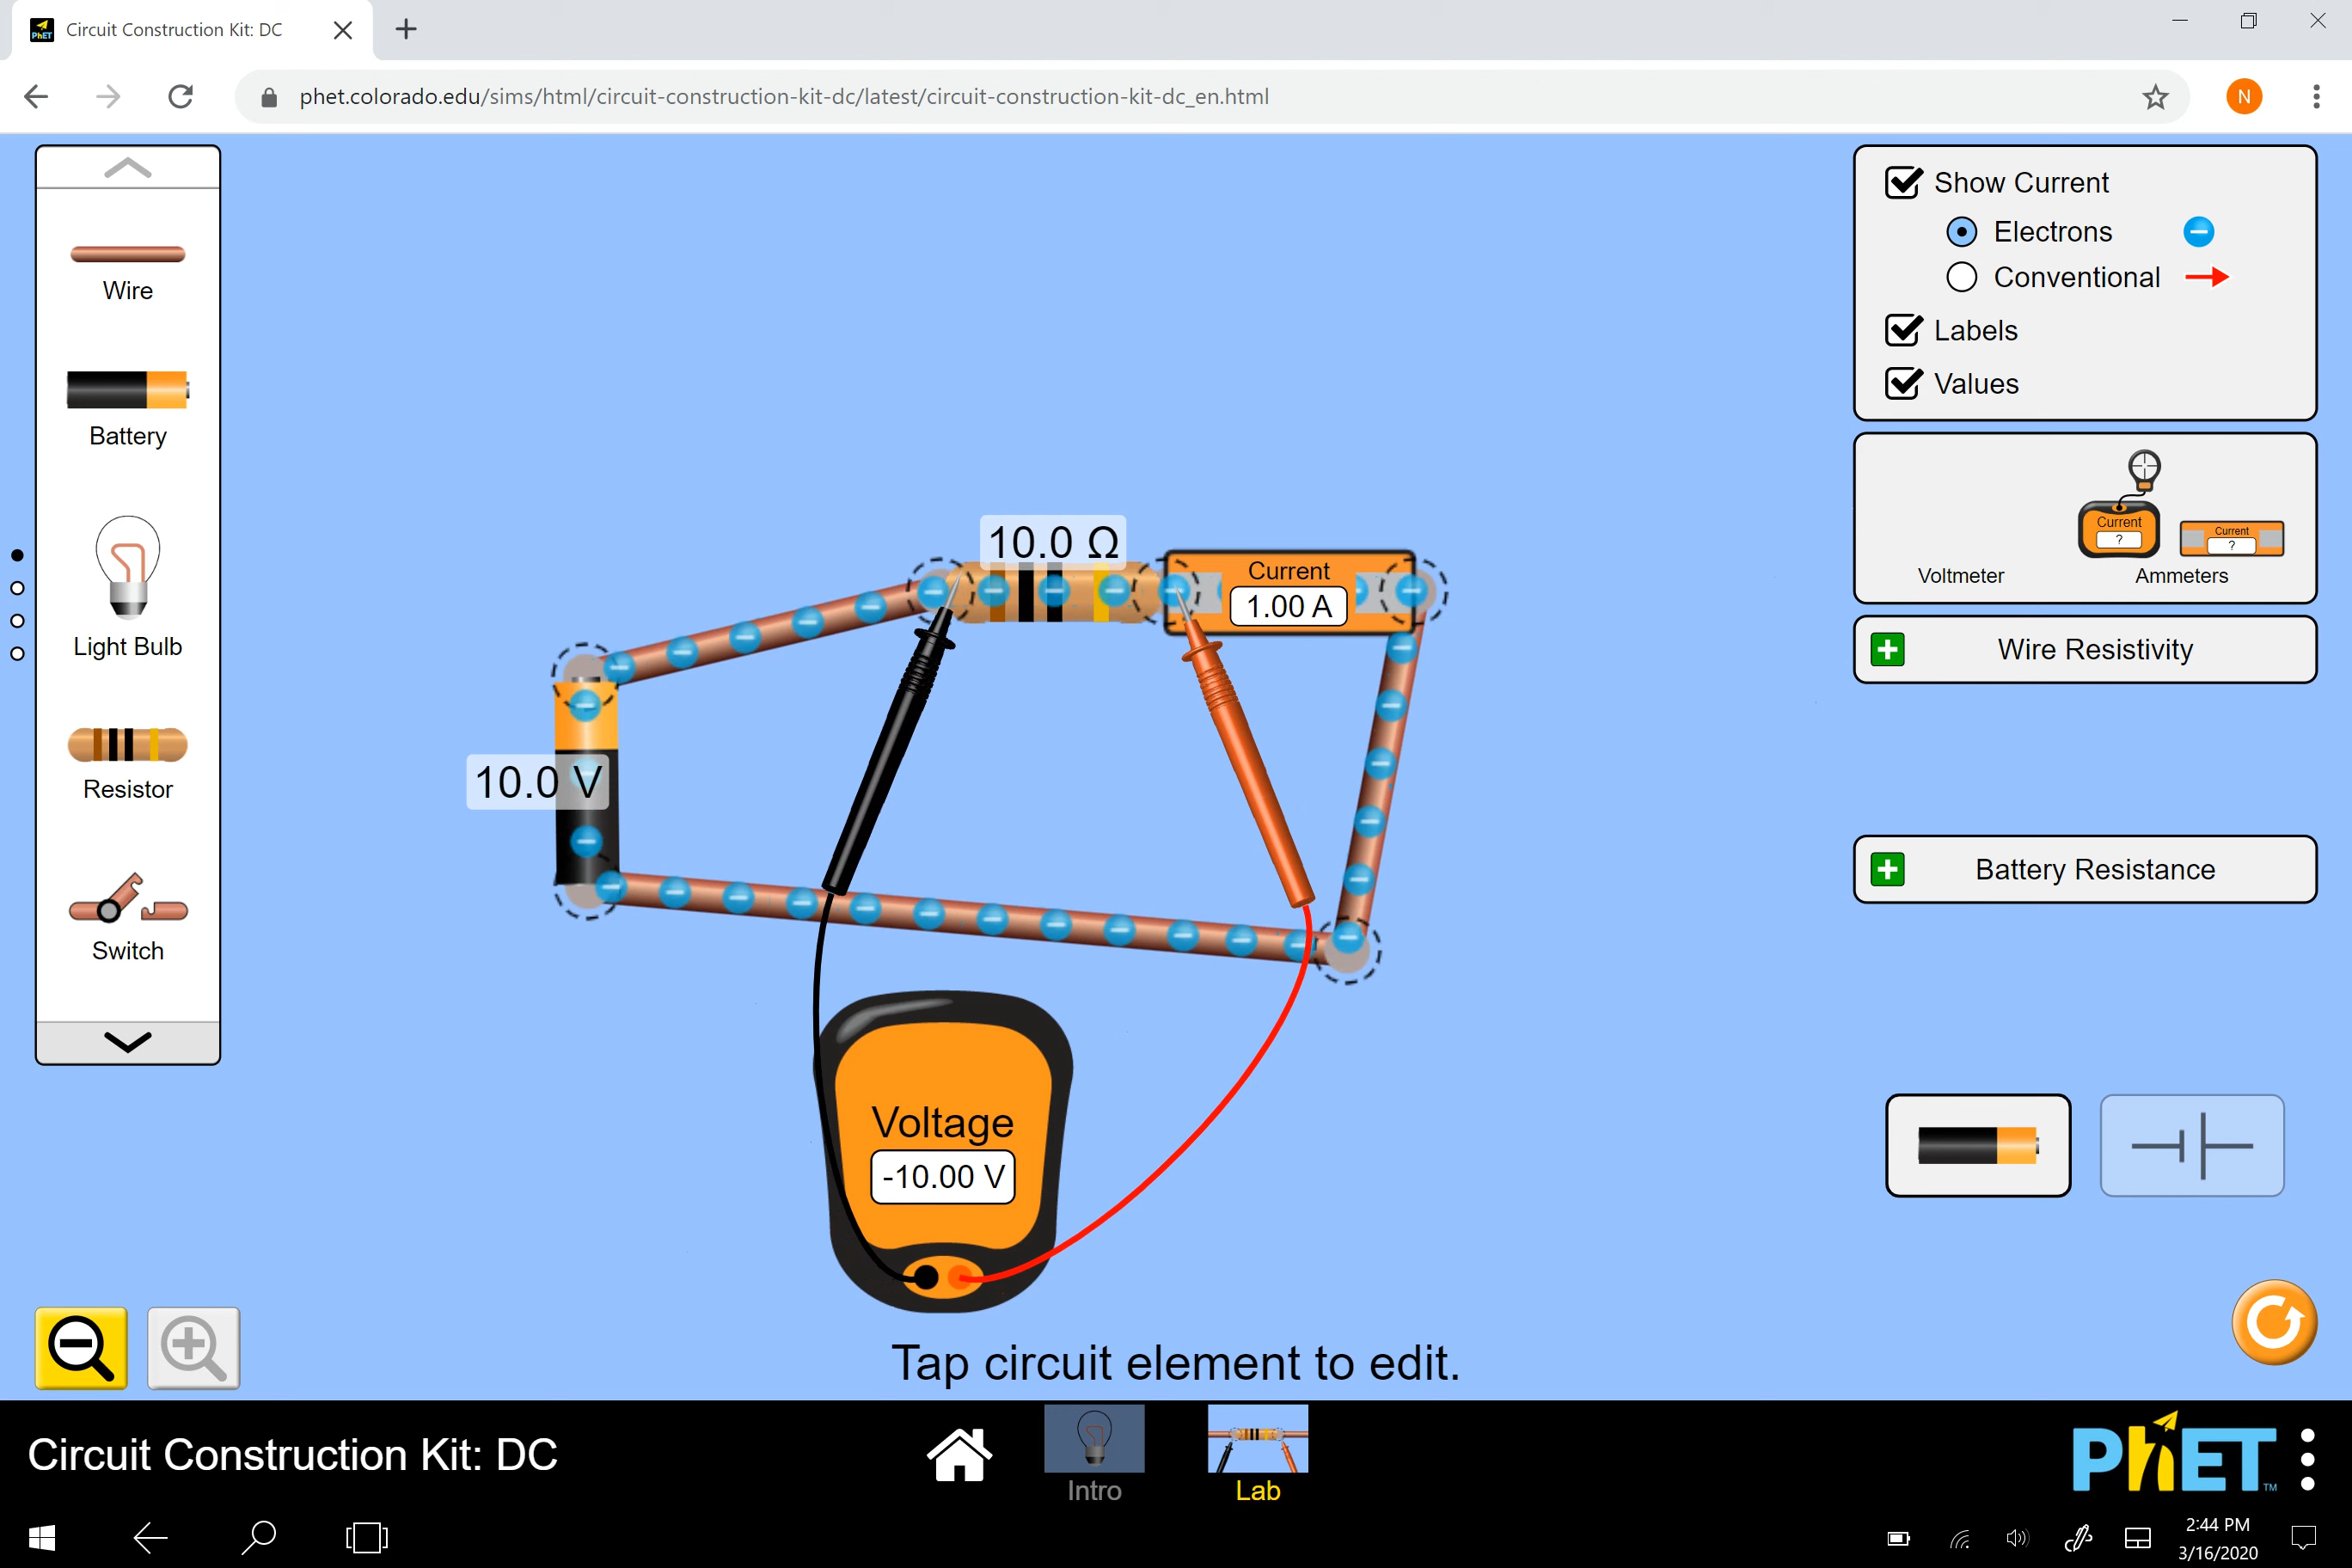 Circuit Construction Kit: DC
phet.colorado.edu/sims/html/circuit-construction-kit-dc/latest/circuit-construction-kit-dc_en.html
N
Wire
Battery
Light Bulb
Resistor
Switch
Show Current
Electrons
Conventional
Labels
Values
Current
?
Current
?
Voltmeter
Ammeters
Wire Resistivity
Battery Resistance
10.0 Ω
Current
1.00 A
10.0 V
Voltage
-10.00 V
Tap circuit element to edit.
Circuit Construction Kit: DC
Intro
Lab
PhET™
2:44 PM
3/16/2020